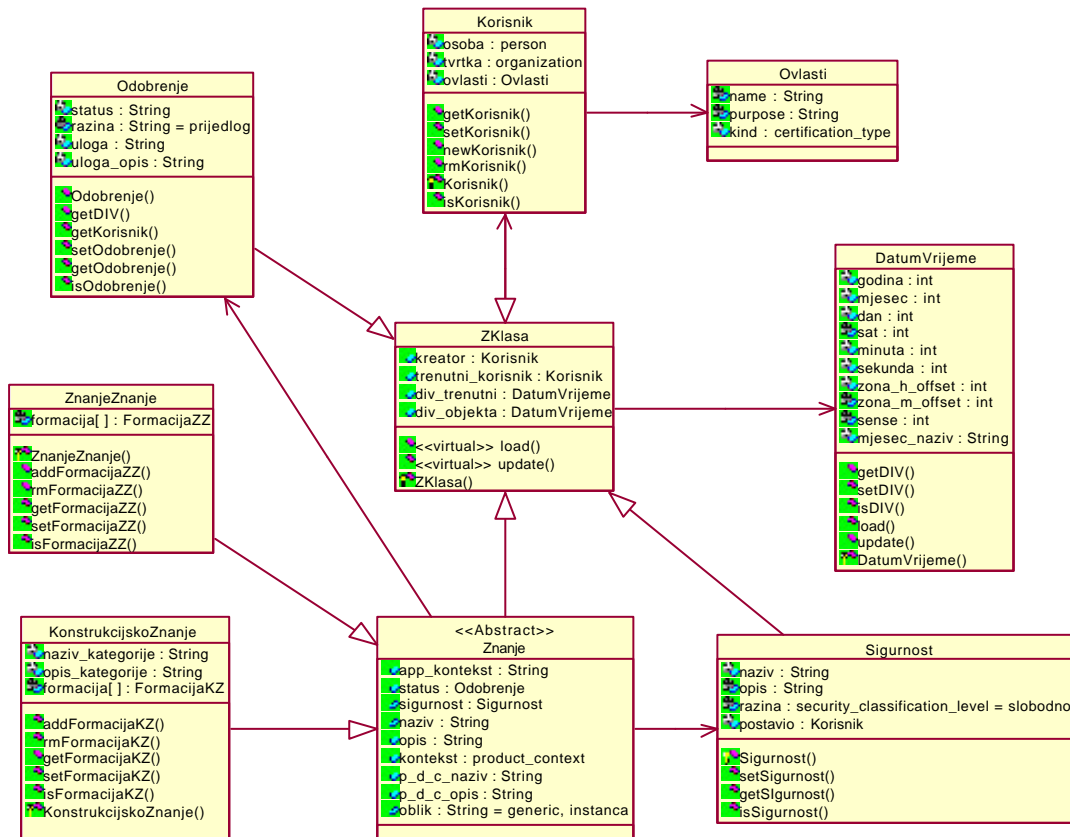 Korisnik
osoba : person
tvrtka : organization
ovlasti : Ovlasti
getKorisnik()
setKorisnik()
newKorisnik()
rmKorisnik()
Korisnik()
isKorisnik()
Ovlasti
name : String
purpose : String
kind : certification_type
Odobrenje
status : String
razina : String = prijedlog
uloga : String
uloga_opis : String
Odobrenje()
getDIV()
getKorisnik()
setOdobrenje()
getOdobrenje()
isOdobrenje()
DatumVrijeme
godina : int
mjesec : int
dan : int
sat : int
minuta : int
sekunda : int
zona_h_offset : int
zona_m_offset : int
sense : int
mjesec_naziv : String
getDIV()
setDIV()
isDIV()
load()
update()
DatumVrijeme()
ZKlasa
kreator : Korisnik
trenutni_korisnik : Korisnik
div_trenutni : DatumVrijeme
div_objekta : DatumVrijeme
<<virtual>> load()
<<virtual>> update()
ZKlasa()
ZnanjeZnanje
formacija[ ] : FormacijaZZ
ZnanjeZnanje()
addFormacijaZZ()
rmFormacijaZZ()
getFormacijaZZ()
setFormacijaZZ()
isFormacijaZZ()
KonstrukcijskoZnanje
naziv_kategorije : String
opis_kategorije : String
formacija[ ] : FormacijaKZ
addFormacijaKZ()
rmFormacijaKZ()
getFormacijaKZ()
setFormacijaKZ()
isFormacijaKZ()
KonstrukcijskoZnanje()
<<Abstract>>
Znanje
app_kontekst : String
status : Odobrenje
sigurnost : Sigurnost
naziv : String
opis : String
kontekst : product_context
p_d_c_naziv : String
p_d_c_opis : String
oblik : String = generic, instanca
Sigurnost
naziv : String
opis : String
razina : security_classification_level = slobodno
postavio : Korisnik
Sigurnost()
setSigurnost()
getSIgurnost()
isSigurnost()